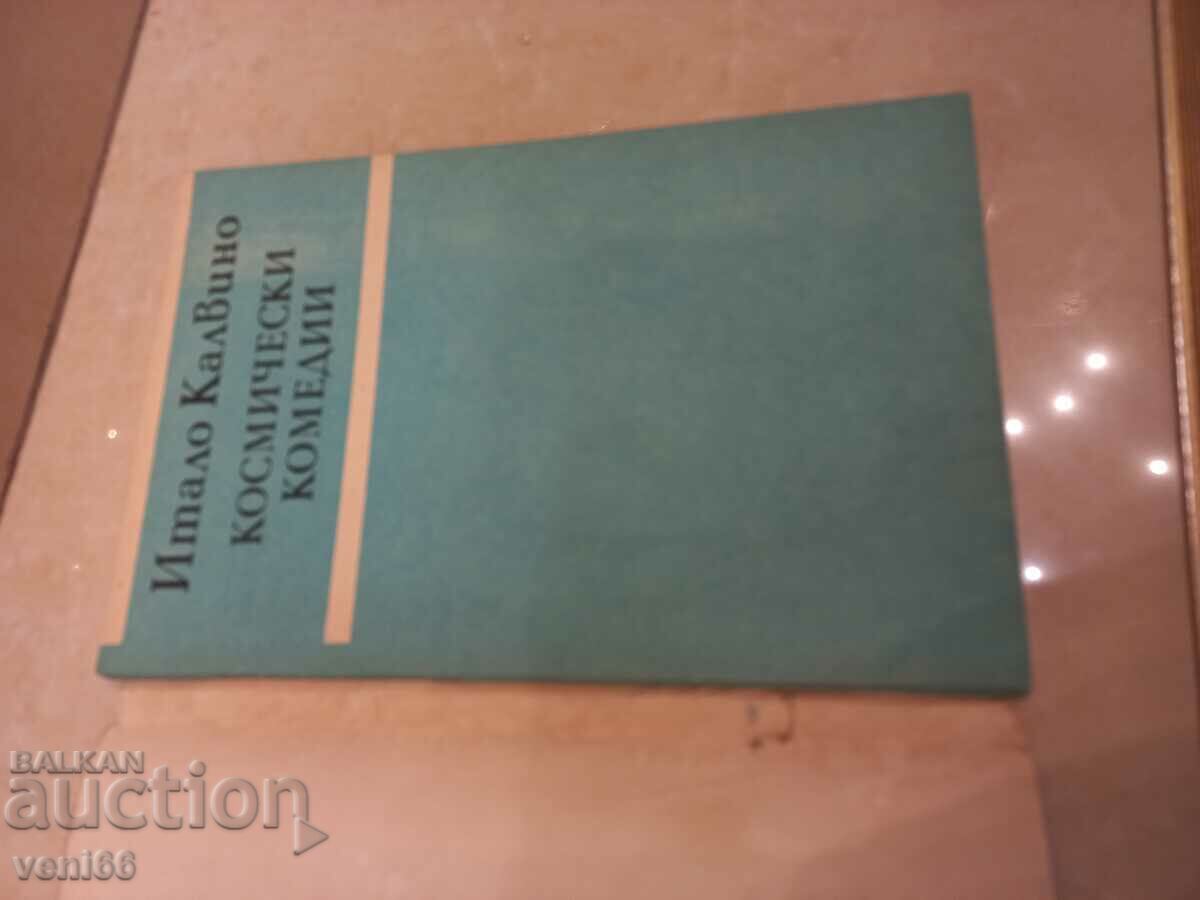 Итало Калвино
КОСМИЧЕСКИ
КОМЕДИИ
BALKAN
auction
veni66